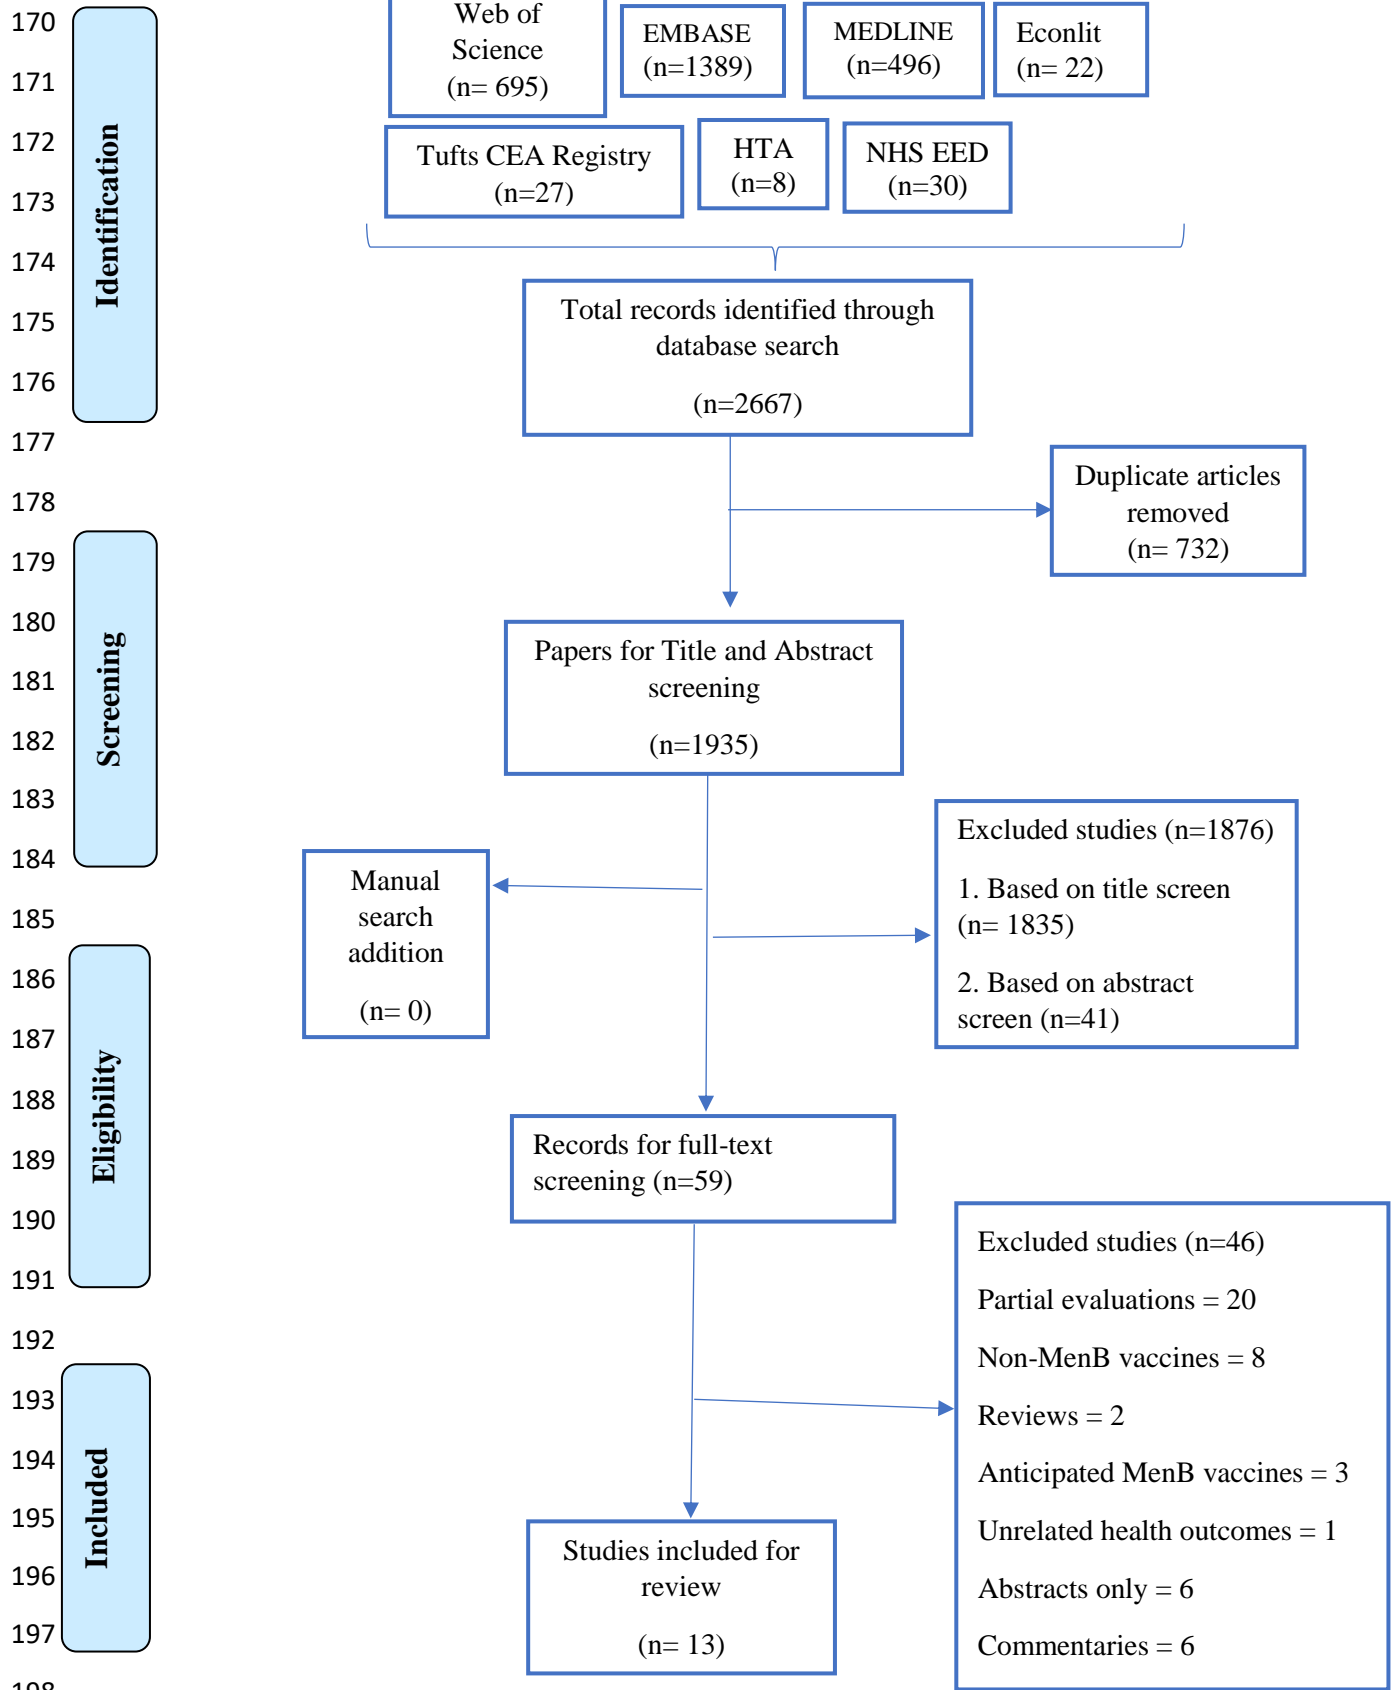 170
171
172
173
174
175
176
177
178
179
180
181
182
183
184
185
186
187
188
189
190
191
192
193
194
195
196
197
198
Identification
Screening
Eligibility
Included
Web of
Science
(n= 695)
EMBASE
(n=1389)
MEDLINE
(n=496)
Econlit
(n= 22)
Tufts CEA Registry
(n=27)
HTA
(n=8)
NHS EED
(n=30)
Total records identified through
database search
(n=2667)
Duplicate articles
removed
(n= 732)
Papers for Title and Abstract
screening
(n=1935)
Manual
search
addition
(n= 0)
Excluded studies (n=1876)
1. Based on title screen
(n= 1835)
2. Based on abstract
screen (n=41)
Records for full-text
screening (n=59)
Excluded studies (n=46)
Partial evaluations = 20
Non-MenB vaccines = 8
Reviews = 2
Anticipated MenB vaccines = 3
Unrelated health outcomes = 1
Abstracts only = 6
Commentaries = 6
Studies included for
review
(n= 13)